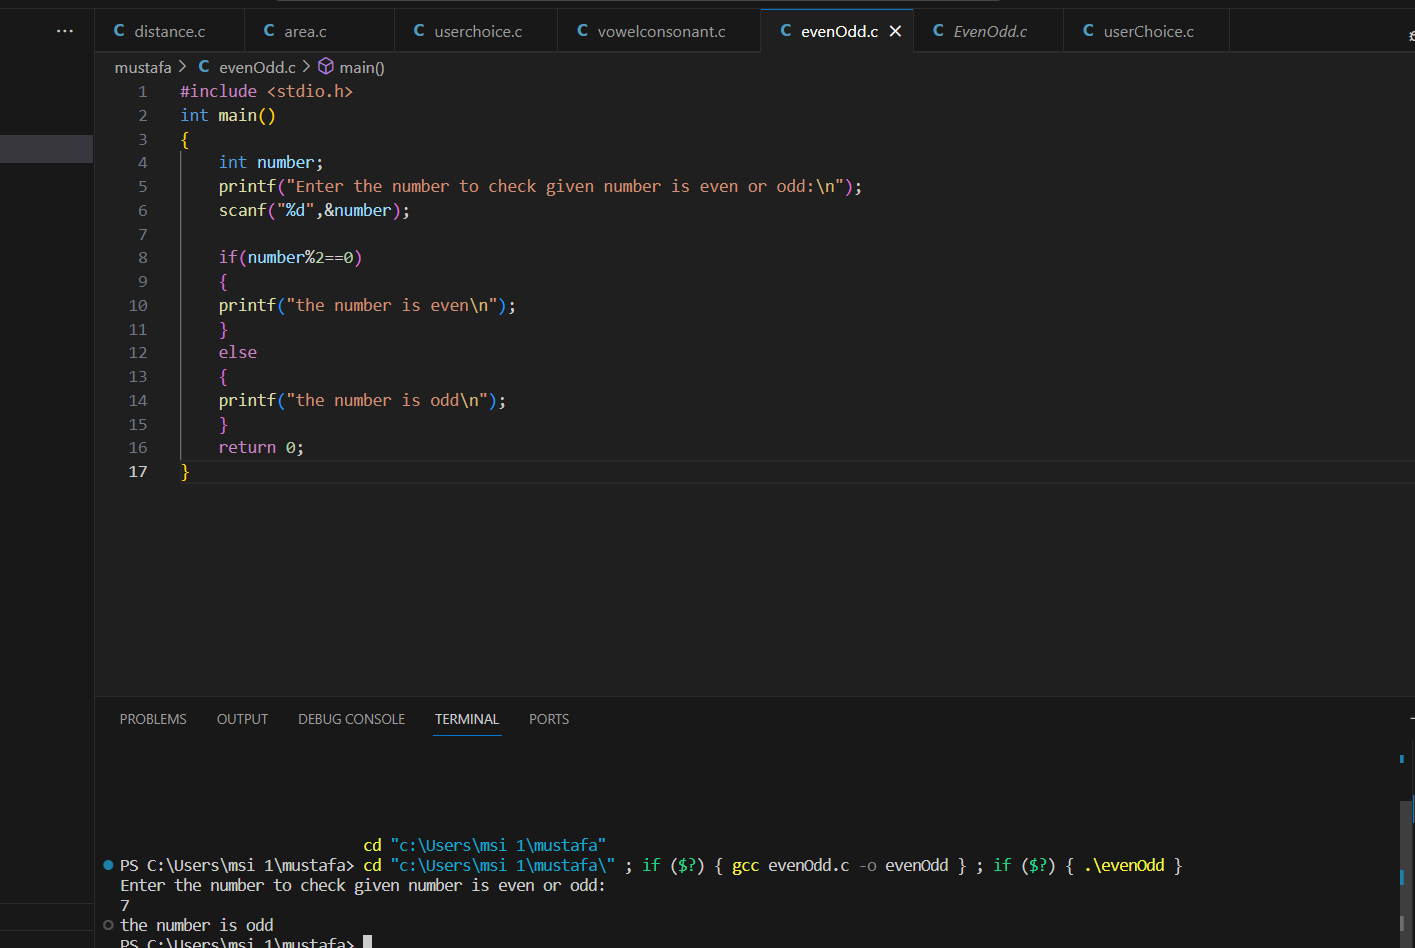 ... C distance.c C area.c C userchoice.c C vowelconsonant.c C evenOdd.c C EvenOdd.c C userChoice.c
mustafa > C evenOdd.c > main()
1 #include <stdio.h>
2 int main()
3 {
4 int number;
5 printf("Enter the number to check given number is even or odd:\n");
6 scanf("%d",&number);
7
8 if(number%2==0)
9 {
10 printf("the number is even\n");
11 }
12 else
13 {
14 printf("the number is odd\n");
15 }
16 return 0;
17 }
PROBLEMS OUTPUT DEBUG CONSOLE TERMINAL PORTS
cd "c:\Users\msi 1\mustafa"
PS C:\Users\msi 1\mustafa> cd "c:\Users\msi 1\mustafa\" ; if ($?) { gcc evenOdd.c -o evenOdd } ; if ($?) { .\evenOdd }
Enter the number to check given number is even or odd:
7
the number is odd
PS C:\Users\msi 1\mustafa>